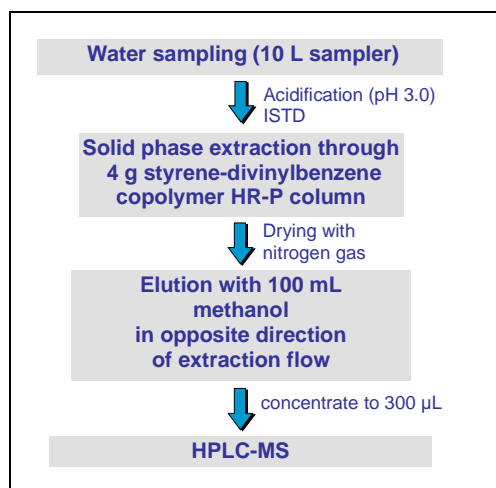 Water sampling (10 L sampler)
Acidification (pH 3.0)
ISTD
Solid phase extraction through
4 g styrene-divinylbenzene
copolymer HR-P column
Drying with
nitrogen gas
Elution with 100 mL
methanol
in opposite direction
of extraction flow
concentrate to 300 µL
HPLC-MS